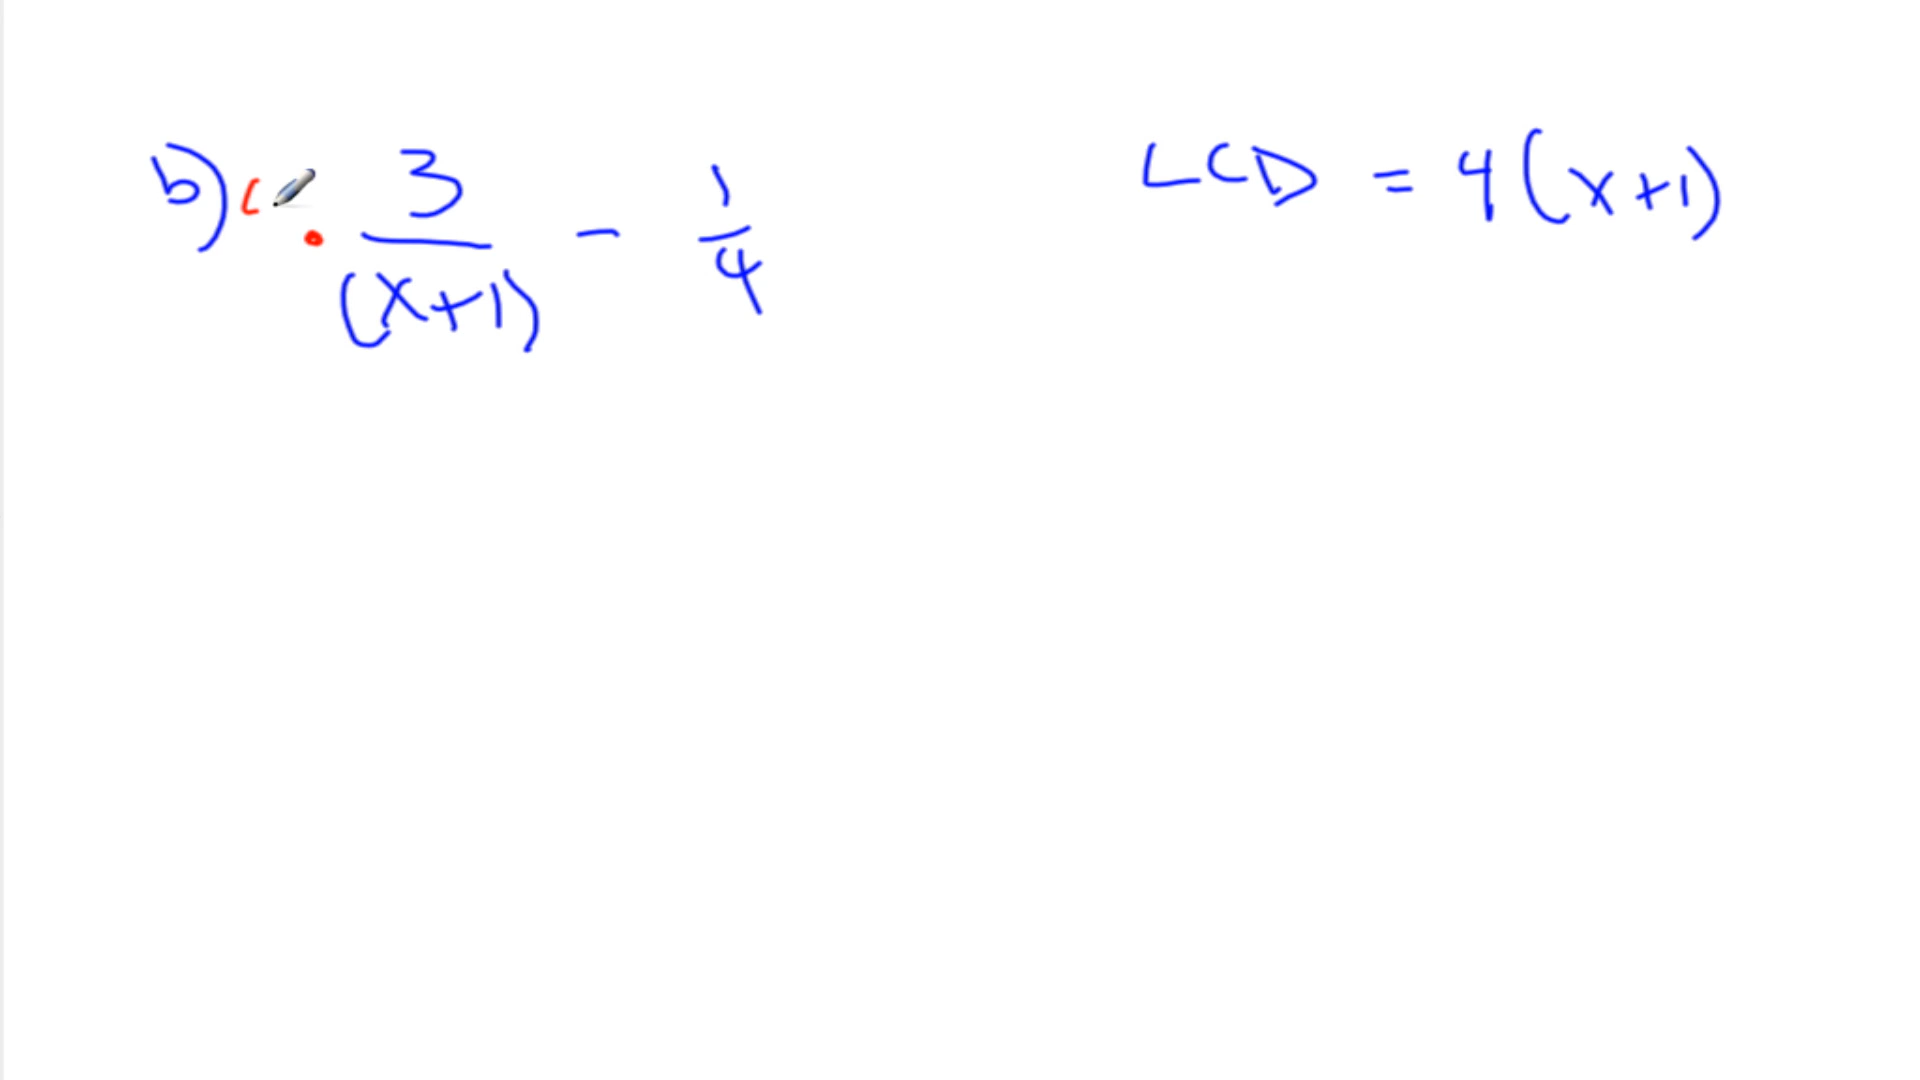 b) ( · 3/(x+1) - 1/4
LCD = 4(x+1)